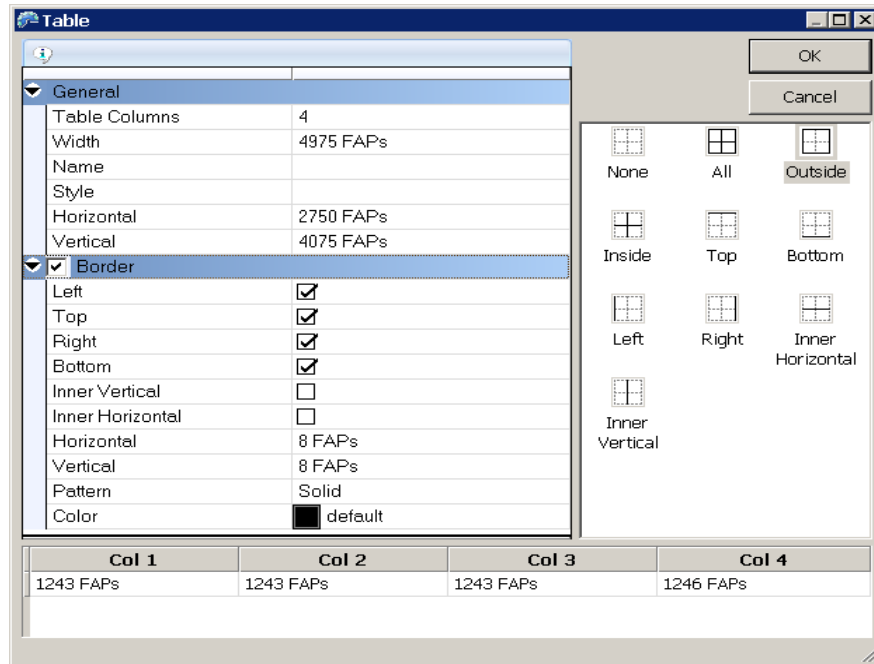 Table
OK
Cancel
General
Table Columns 4
Width 4975 FAPs
Name
Style
Horizontal 2750 FAPs
Vertical 4075 FAPs
Border
Left
Top
Right
Bottom
Inner Vertical
Inner Horizontal
Horizontal 8 FAPs
Vertical 8 FAPs
Pattern Solid
Color default
None All Outside
Inside Top Bottom
Left Right Inner
Horizontal
Inner
Vertical
Col 1 Col 2 Col 3 Col 4
1243 FAPs 1243 FAPs 1243 FAPs 1246 FAPs